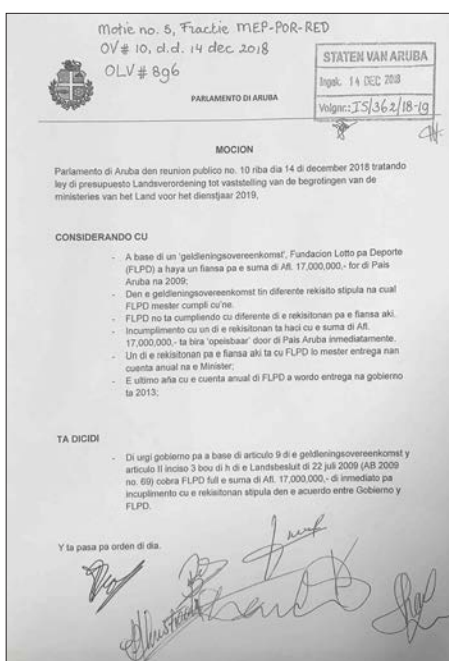 Motie no. 5, Fractie MEP-POR-RED
OV# 10, d.d. 14 dec 2018
OLV # 896
STATEN VAN ARUBA
Ingek. 14 DEC 2018
Volgnr.: IS/362/18-19
PARLAMENTO DI ARUBA
MOCION
Parlamento di Aruba den reunion publico no. 10 riba dia 14 di december 2018 tratando
ley di presupuesto Landsverordening tot vaststelling van de begrotingen van de
ministeries van het Land voor het dienstjaar 2019,
CONSIDERANDO CU
- A base di un 'geldleningsovereenkomst', Fundacion Lotto pa Deporte
(FLPD) a haya un fiansa pa e suma di Afl. 17,000,000,- for di Pais
Aruba na 2009;
- Den e geldleningsovereenkomst tin diferente rekisito stipula na cual
FLPD mester cumpli cu'ne.
- FLPD no ta cumpliendo cu diferente di e rekisitonan pa e fiansa aki.
- Incumplimento cu un di e rekisitonan ta haci cu e suma di Afl.
17,000,000,- ta bira 'opeisbaar' door di Pais Aruba inmediatamente.
- Un di e rekisitonan pa e fiansa aki ta cu FLPD lo mester entrega nan
cuenta anual na e Minister;
- E ultimo aña cu e cuenta anual di FLPD a wordo entrega na gobierno
ta 2013;
TA DICIDI
- Di urgi gobierno pa a base di articulo 9 di e geldleningsovereenkomst y
articulo II inciso 3 bou di h di e Landsbesluit di 22 juli 2009 (AB 2009
no. 69) cobra FLPD full e suma di Afl. 17,000,000,- di inmediato pa
incuplimento cu e rekisitonan stipula den e acuerdo entre Gobierno y
FLPD.
Y ta pasa pa orden di dia.